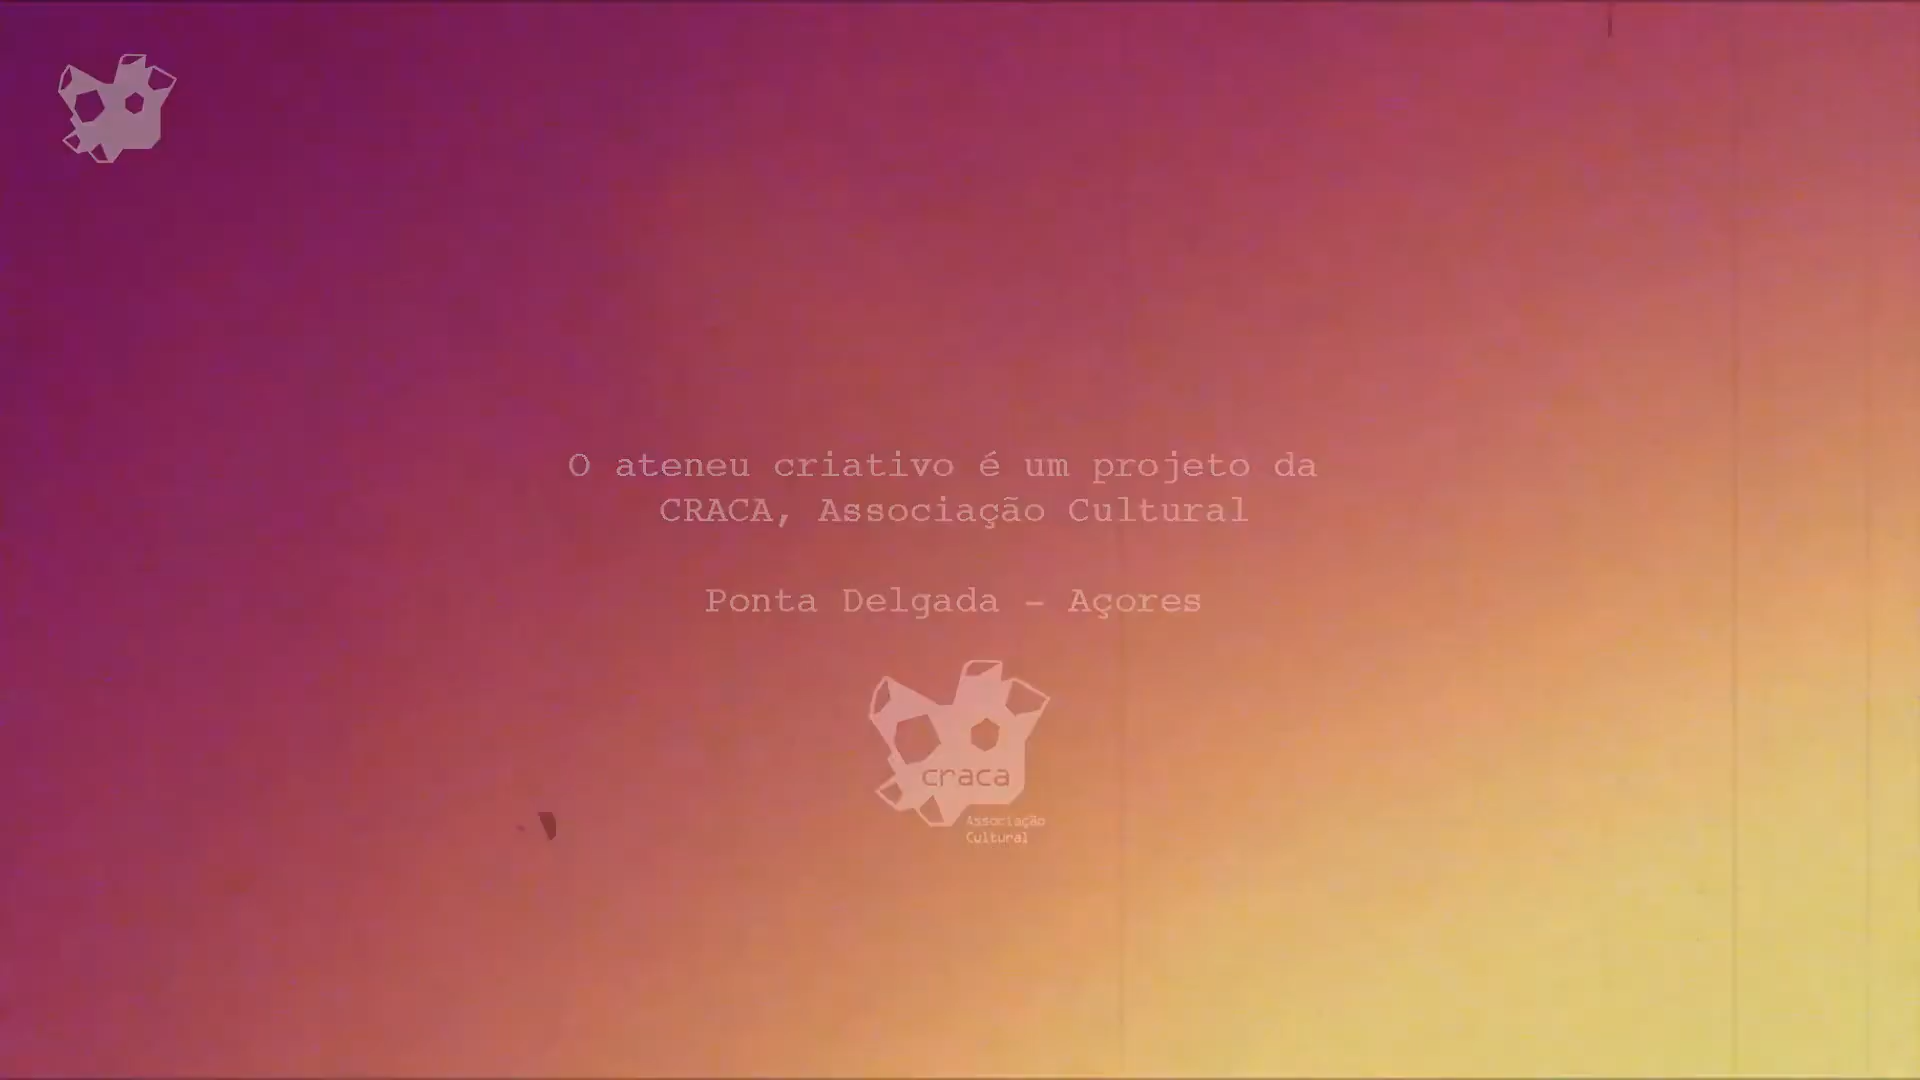 O ateneu criativo é um projeto da
CRACA, Associação Cultural
Ponta Delgada - Açores
craca
Associação
Cultural